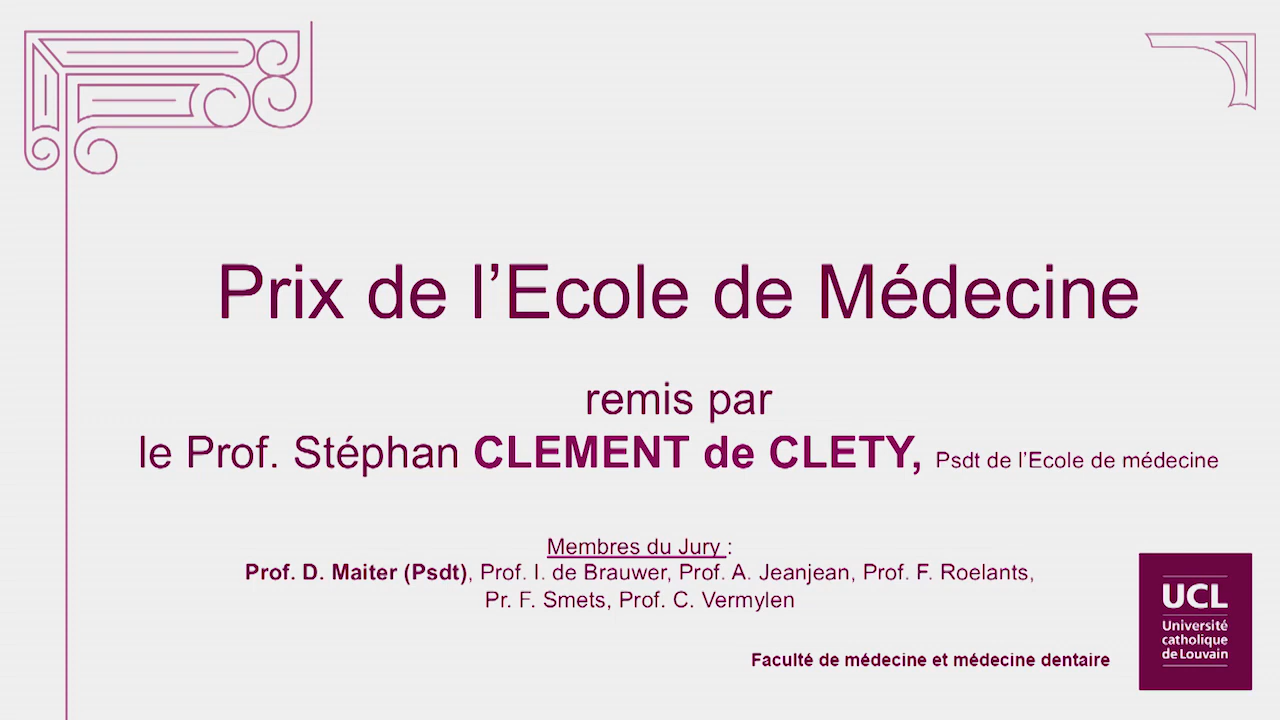 Prix de l’Ecole de Médecine
remis par
le Prof. Stéphan CLEMENT de CLETY, Psdt de l’Ecole de médecine
Membres du Jury :
Prof. D. Maiter (Psdt), Prof. I. de Brauwer, Prof. A. Jeanjean, Prof. F. Roelants,
Pr. F. Smets, Prof. C. Vermylen
Faculté de médecine et médecine dentaire
UCL
Université
catholique
de Louvain